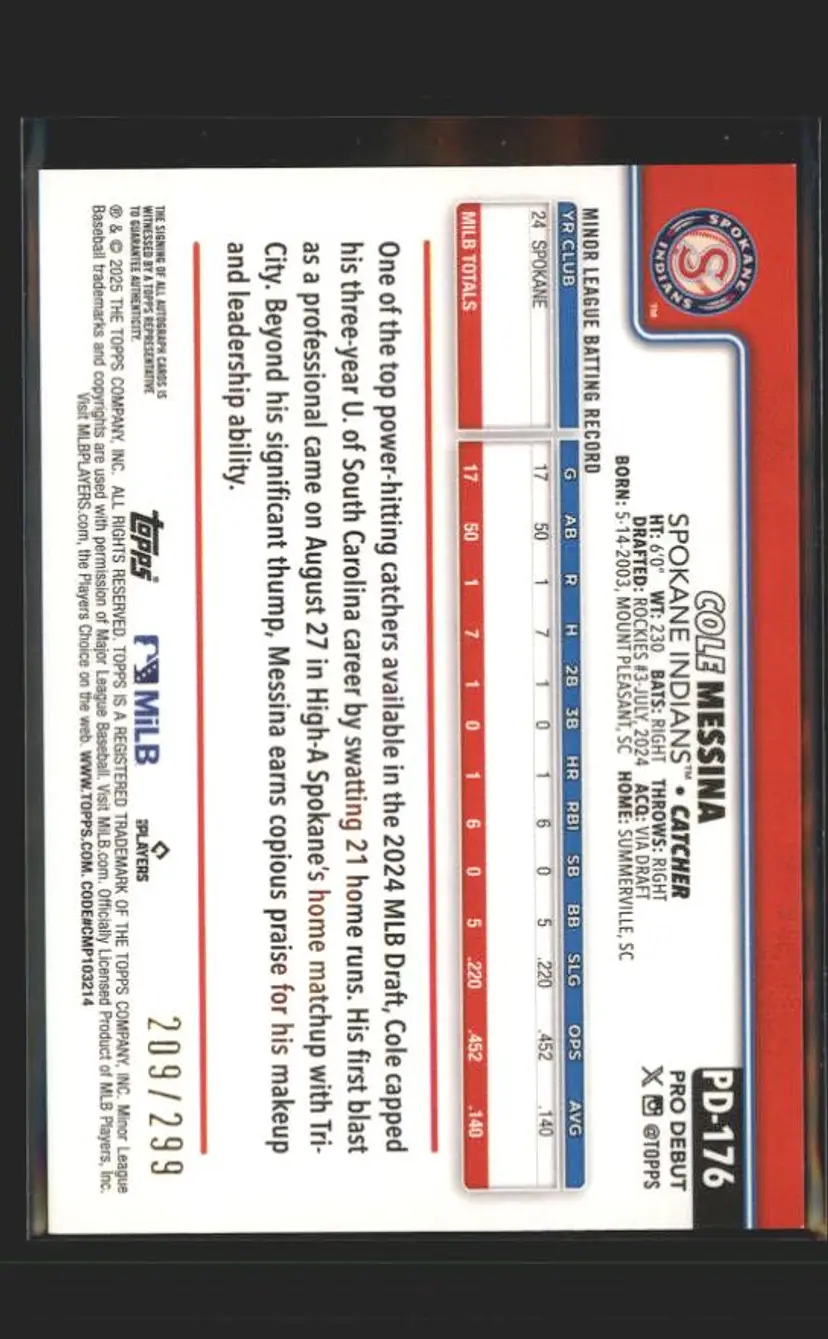 SPOKANE
S
INDIANS
™
COLE MESSINA
SPOKANE INDIANS™ • CATCHER
HT: 6'0" WT: 230 BATS: RIGHT THROWS: RIGHT
DRAFTED: ROCKIES #3-JULY, 2024 ACQ: VIA DRAFT
BORN: 5-14-2003, MOUNT PLEASANT, SC HOME: SUMMERVILLE, SC
PD-176
PRO DEBUT
X @TOPPS
MINOR LEAGUE BATTING RECORD
YR CLUB G AB R H 2B 3B HR RBI SB BB SLG OPS AVG
24 SPOKANE 17 50 1 7 1 0 1 6 0 5 .220 .452 .140
MILB TOTALS 17 50 1 7 1 0 1 6 0 5 .220 .452 .140
One of the top power-hitting catchers available in the 2024 MLB Draft, Cole capped
his three-year U. of South Carolina career by swatting 21 home runs. His first blast
as a professional came on August 27 in High-A Spokane's home matchup with Tri-
City. Beyond his significant thump, Messina earns copious praise for his makeup
and leadership ability.
THE SIGNING OF ALL AUTOGRAPH CARDS IS
WITNESSED BY A TOPPS REPRESENTATIVE
TO GUARANTEE AUTHENTICITY.
topps
MiLB
PLAYERS
209/299
® & © 2025 THE TOPPS COMPANY, INC. ALL RIGHTS RESERVED. TOPPS IS A REGISTERED TRADEMARK OF THE TOPPS COMPANY, INC. Minor League
Baseball trademarks and copyrights are used with permission of Major League Baseball. Visit MiLB.com. Officially Licensed Product of MLB Players, Inc.
Visit MLBPLAYERS.com, the Players Choice on the web. WWW.TOPPS.COM. CODE#CMP103214